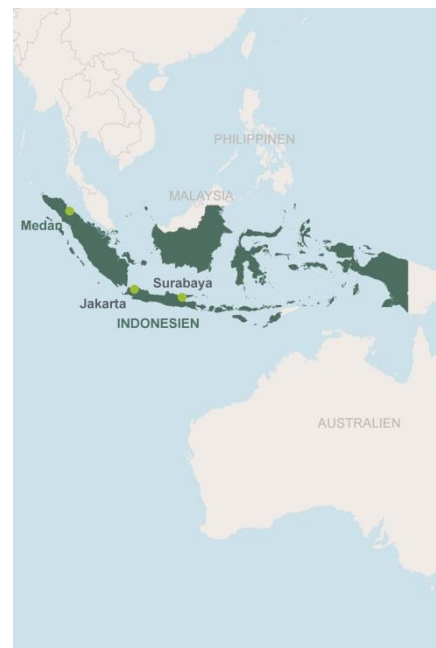 PHILIPPINEN
MALAYSIA
Medan
Surabaya
Jakarta
INDONESIEN
AUSTRALIEN